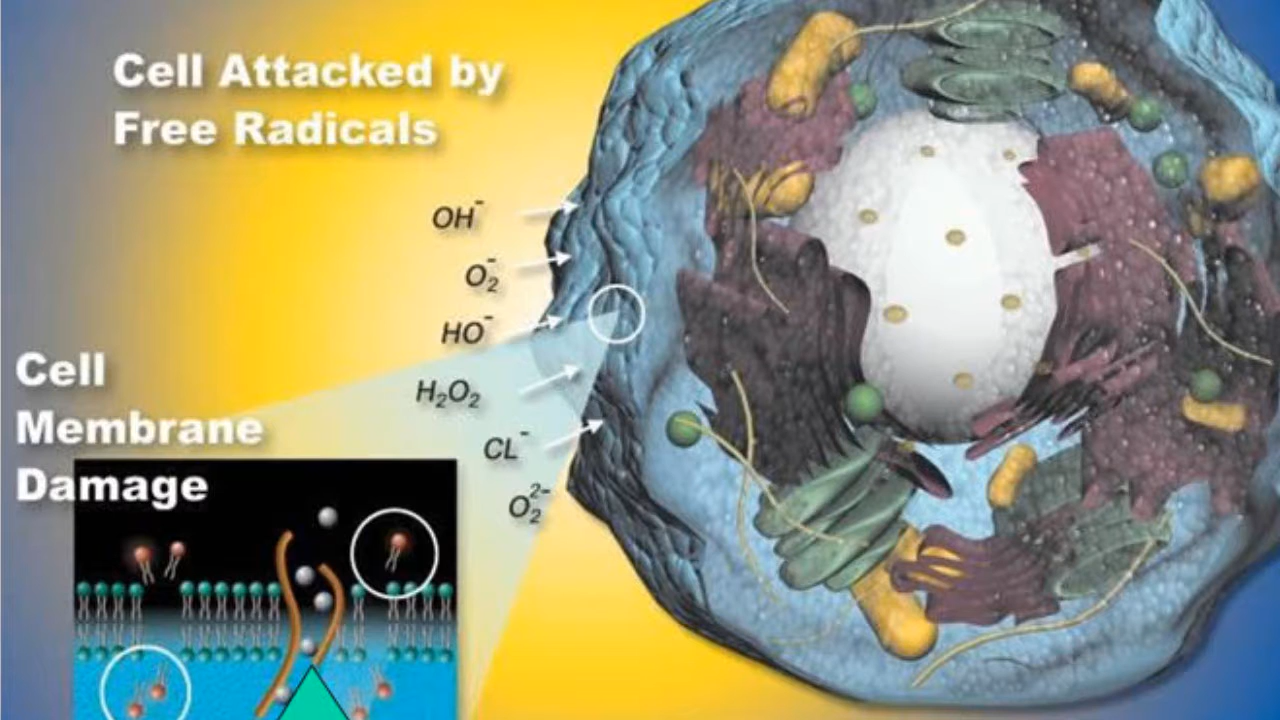 Cell Attacked by
Free Radicals
OH⁻
O₂⁻
HO⁻
H₂O₂
CL⁻
O₂²⁻
Cell
Membrane
Damage